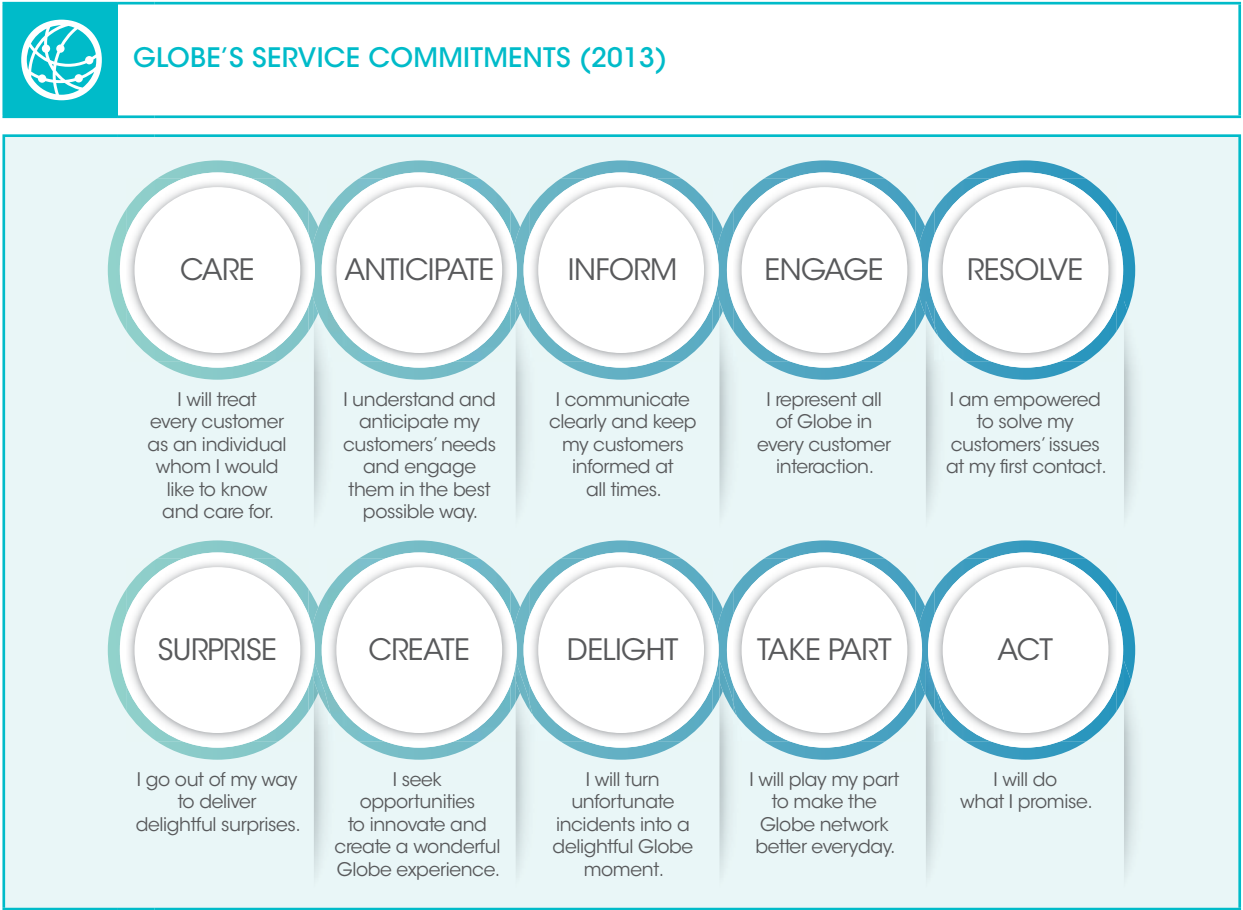 GLOBE’S SERVICE COMMITMENTS (2013)
CARE
I will treat
every customer
as an individual
whom I would
like to know
and care for.
ANTICIPATE
I understand and
anticipate my
customers’ needs
and engage
them in the best
possible way.
INFORM
I communicate
clearly and keep
my customers
informed at
all times.
ENGAGE
I represent all
of Globe in
every customer
interaction.
RESOLVE
I am empowered
to solve my
customers’ issues
at my first contact.
SURPRISE
I go out of my way
to deliver
delightful surprises.
CREATE
I seek
opportunities
to innovate and
create a wonderful
Globe experience.
DELIGHT
I will turn
unfortunate
incidents into a
delightful Globe
moment.
TAKE PART
I will play my part
to make the
Globe network
better everyday.
ACT
I will do
what I promise.